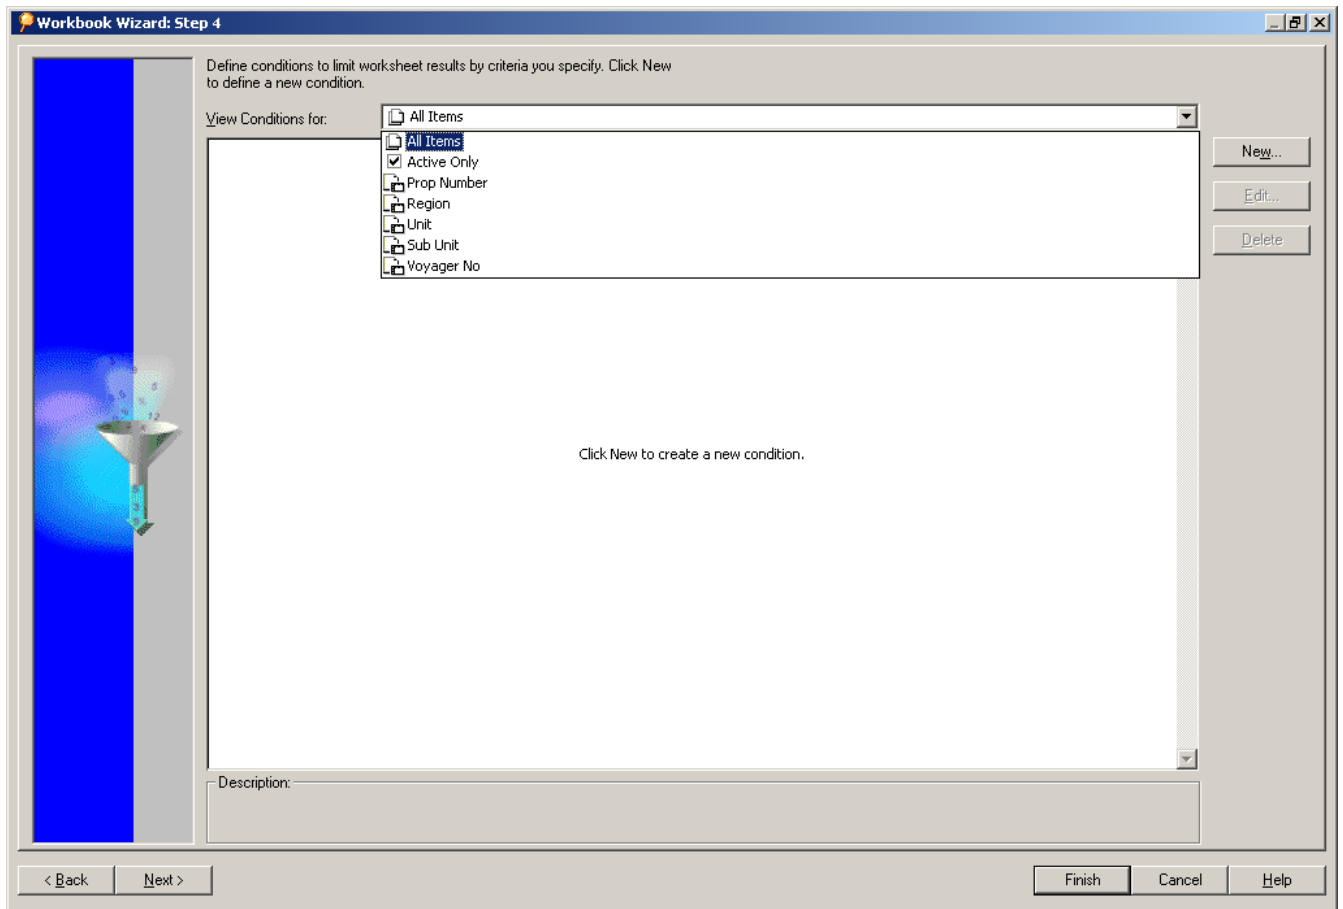 Workbook Wizard: Step 4
Define conditions to limit worksheet results by criteria you specify. Click New
to define a new condition.
View Conditions for:
All Items
All Items
Active Only
Prop Number
Region
Unit
Sub Unit
Voyager No
New...
Edit...
Delete
Click New to create a new condition.
Description:
< Back
Next >
Finish
Cancel
Help